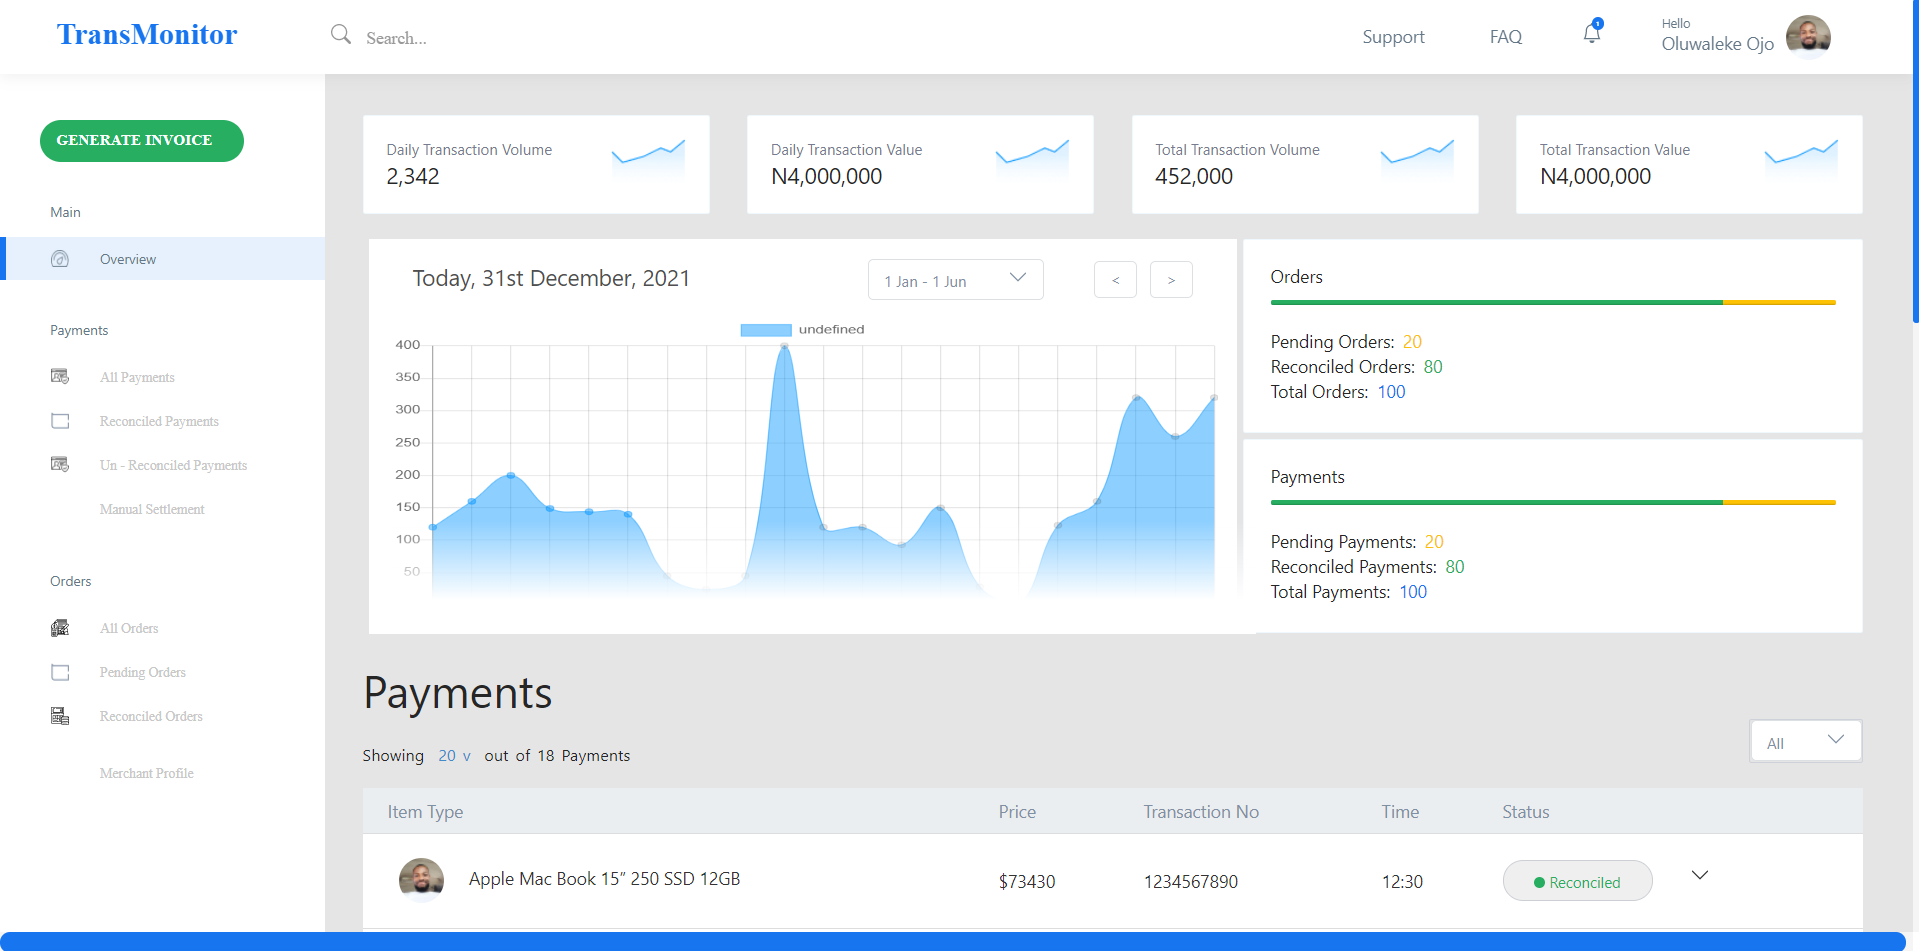 TransMonitor
Search...
Support
FAQ
1
Hello
Oluwaleke Ojo
GENERATE INVOICE
Main
Overview
Payments
All Payments
Reconciled Payments
Un - Reconciled Payments
Manual Settlement
Orders
All Orders
Pending Orders
Reconciled Orders
Merchant Profile
Daily Transaction Volume
2,342
Daily Transaction Value
N4,000,000
Total Transaction Volume
452,000
Total Transaction Value
N4,000,000
Today, 31st December, 2021
1 Jan - 1 Jun
<
>
undefined
400
350
300
250
200
150
100
50
Orders
Pending Orders: 20
Reconciled Orders: 80
Total Orders: 100
Payments
Pending Payments: 20
Reconciled Payments: 80
Total Payments: 100
Payments
Showing 20 v out of 18 Payments
All
Item Type Price Transaction No Time Status
Apple Mac Book 15” 250 SSD 12GB $73430 1234567890 12:30 Reconciled